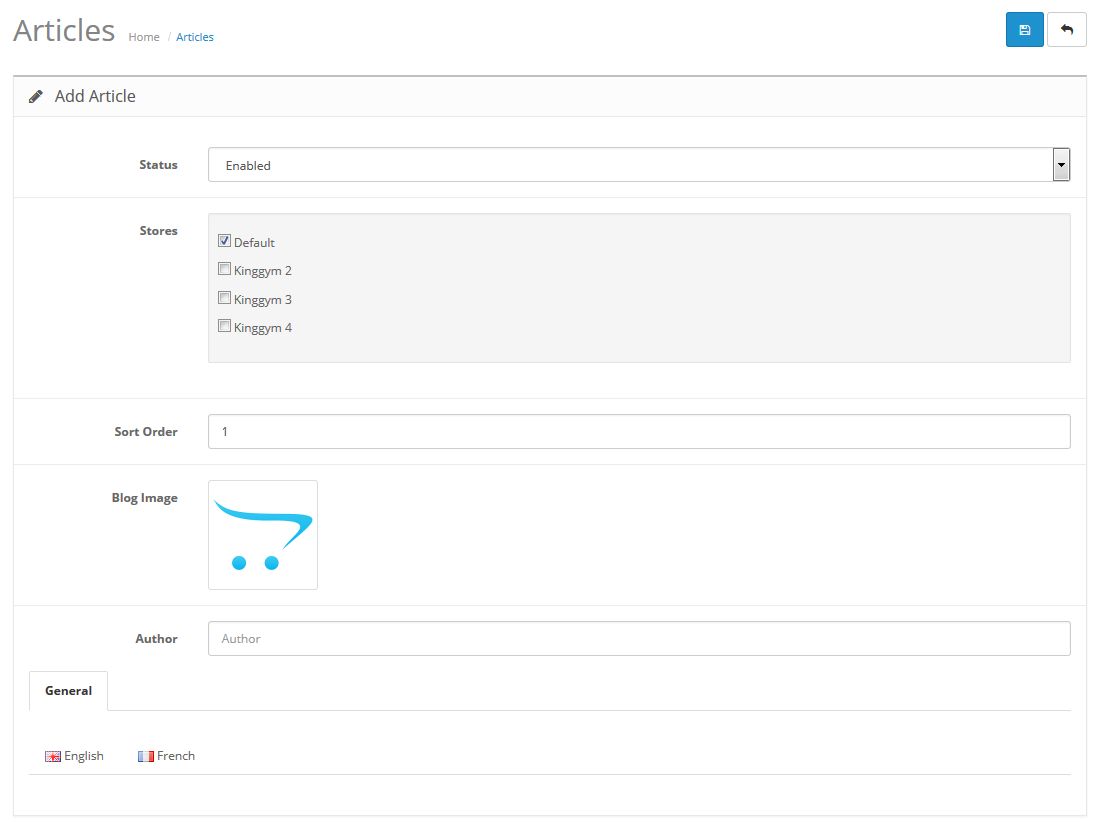 Articles Home / Articles
Add Article
Status
Enabled
Stores
Default
Kinggym 2
Kinggym 3
Kinggym 4
Sort Order
1
Blog Image
Author
Author
General
English
French